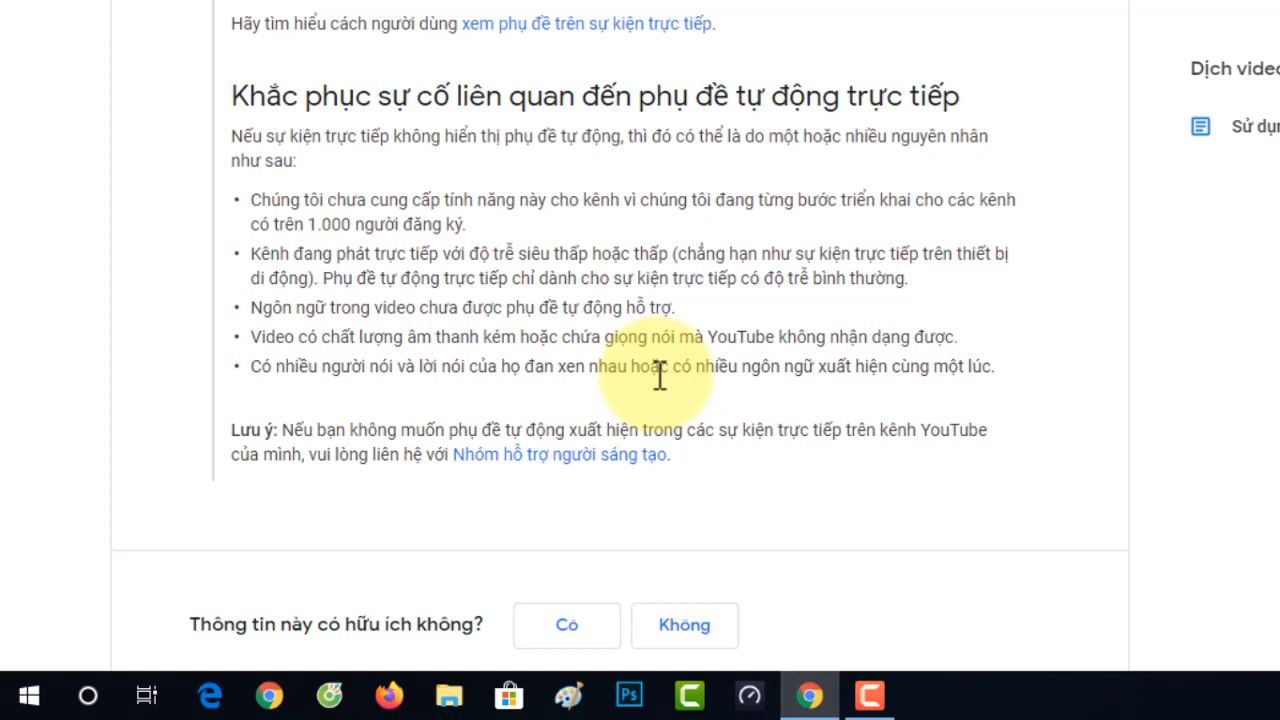 Hãy tìm hiểu cách người dùng xem phụ đề trên sự kiện trực tiếp.
Dịch video
Khắc phục sự cố liên quan đến phụ đề tự động trực tiếp
Sử dụn
Nếu sự kiện trực tiếp không hiển thị phụ đề tự động, thì đó có thể là do một hoặc nhiều nguyên nhân
như sau:
• Chúng tôi chưa cung cấp tính năng này cho kênh vì chúng tôi đang từng bước triển khai cho các kênh
có trên 1.000 người đăng ký.
• Kênh đang phát trực tiếp với độ trễ siêu thấp hoặc thấp (chẳng hạn như sự kiện trực tiếp trên thiết bị
di động). Phụ đề tự động trực tiếp chỉ dành cho sự kiện trực tiếp có độ trễ bình thường.
• Ngôn ngữ trong video chưa được phụ đề tự động hỗ trợ.
• Video có chất lượng âm thanh kém hoặc chứa giọng nói mà YouTube không nhận dạng được.
• Có nhiều người nói và lời nói của họ đan xen nhau hoặc có nhiều ngôn ngữ xuất hiện cùng một lúc.
Lưu ý: Nếu bạn không muốn phụ đề tự động xuất hiện trong các sự kiện trực tiếp trên kênh YouTube
của mình, vui lòng liên hệ với Nhóm hỗ trợ người sáng tạo.
Thông tin này có hữu ích không?
Có
Không
Ps